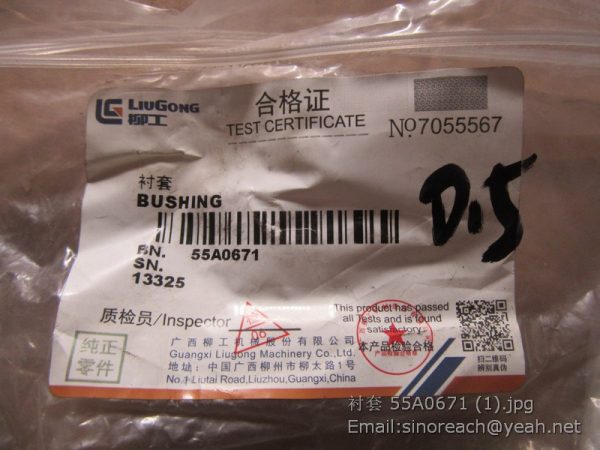 LIUGONG
柳工
合格证
TEST CERTIFICATE
No7055567
衬套
BUSHING
D15
BN. 55A0671
SN.
13325
质检员/Inspector
This product has passed
all Tests and is found
satisfactory.
本产品检验合格
纯正
零件
广西柳工机械股份有限公司
Guangxi Liugong Machinery Co.,Ltd.
地址：中国广西柳州市柳太路1号
No.1 Liutai Road,Liuzhou,Guangxi,China
扫二维码
辨别真伪
衬套 55A0671 (1).jpg
Email:sinoreach@yeah.net